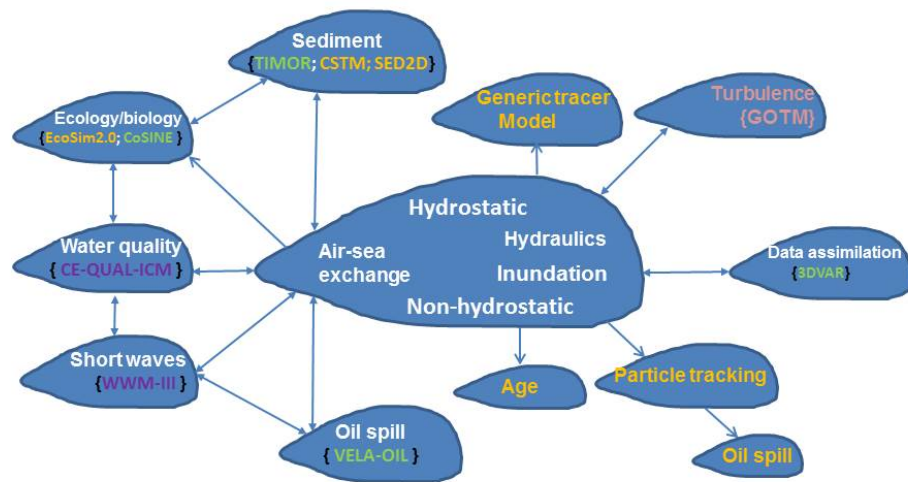 Sediment
{TIMOR; CSTM; SED2D}
Ecology/biology
{EcoSim2.0; CoSINE }
Generic tracer
Model
Turbulence
{GOTM}
Hydrostatic
Hydraulics
Air-sea
exchange
Inundation
Non-hydrostatic
Water quality
{ CE-QUAL-ICM}
Data assimilation
{3DVAR}
Short waves
{WWM-III }
Age
Particle tracking
Oil spill
{ VELA-OIL }
Oil spill